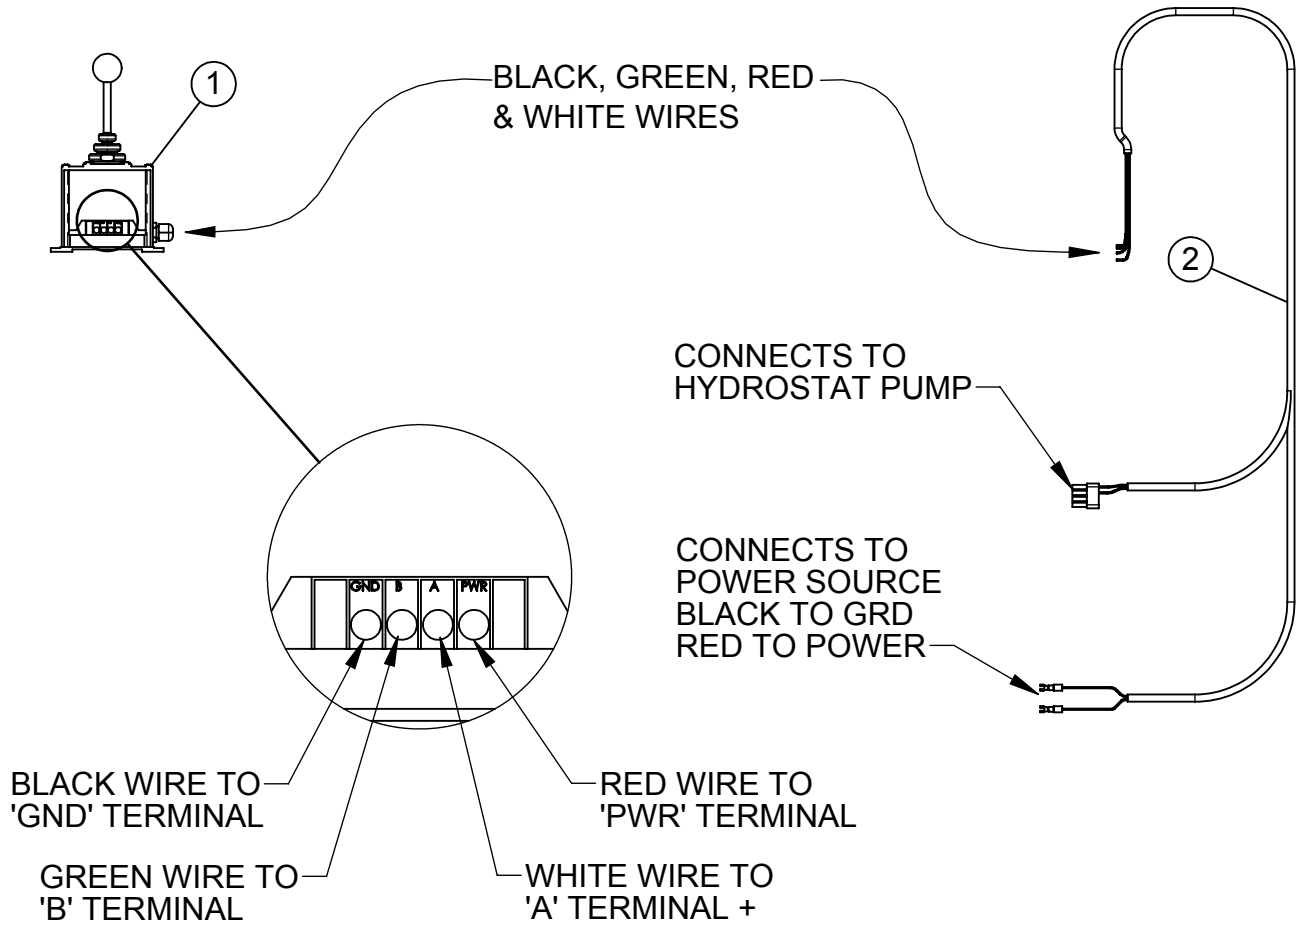 1
BLACK, GREEN, RED
& WHITE WIRES
2
CONNECTS TO
HYDROSTAT PUMP
CONNECTS TO
POWER SOURCE
BLACK TO GRD
RED TO POWER
GND B A PWR
BLACK WIRE TO
'GND' TERMINAL
RED WIRE TO
'PWR' TERMINAL
GREEN WIRE TO
'B' TERMINAL
WHITE WIRE TO
'A' TERMINAL +